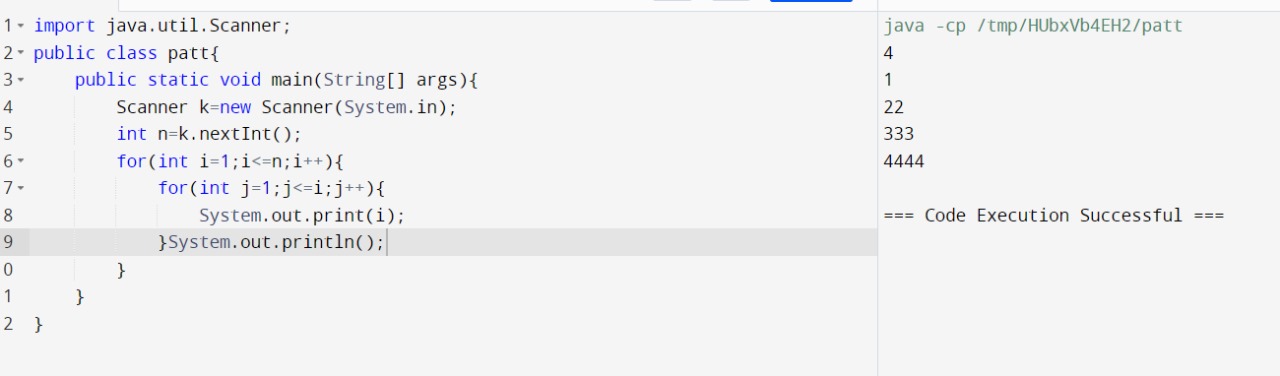 1 import java.util.Scanner;
2 public class patt{
3 public static void main(String[] args){
4 Scanner k=new Scanner(System.in);
5 int n=k.nextInt();
6 for(int i=1;i<=n;i++){
7 for(int j=1;j<=i;j++){
8 System.out.print(i);
9 }System.out.println();
0 }
1 }
2 }
java -cp /tmp/HUbxVb4EH2/patt
4
1
22
333
4444
=== Code Execution Successful ===